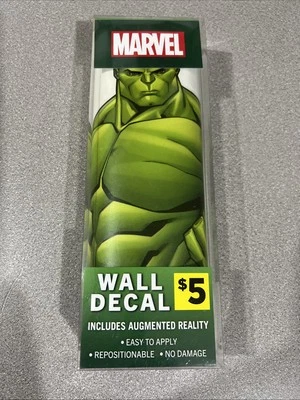 MARVEL
WALL
DECAL $5
INCLUDES AUGMENTED REALITY
• EASY TO APPLY
• REPOSITIONABLE • NO DAMAGE